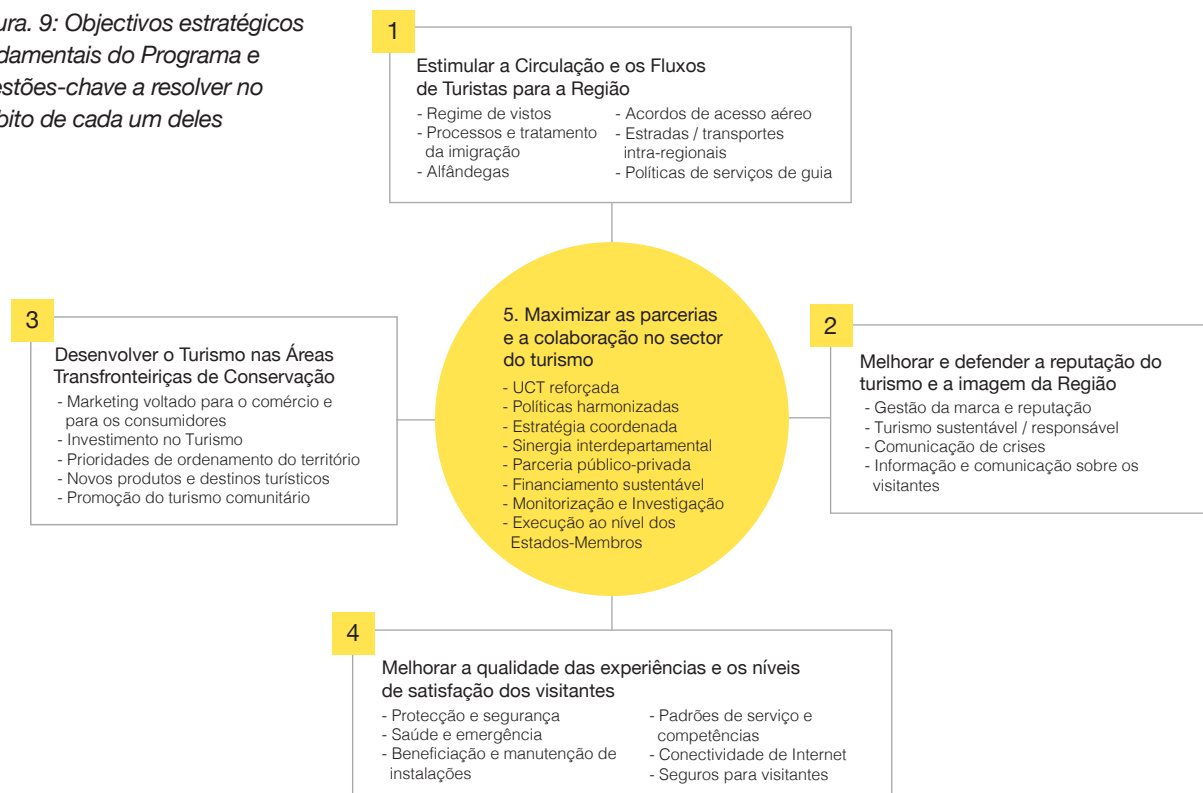 ura. 9: Objectivos estratégicos
damentais do Programa e
estões-chave a resolver no
bito de cada um deles
1
Estimular a Circulação e os Fluxos
de Turistas para a Região
- Regime de vistos
- Processos e tratamento
da imigração
- Alfândegas
- Acordos de acesso aéreo
- Estradas / transportes
intra-regionais
- Políticas de serviços de guia
3
Desenvolver o Turismo nas Áreas
Transfronteiriças de Conservação
- Marketing voltado para o comércio e
para os consumidores
- Investimento no Turismo
- Prioridades de ordenamento do território
- Novos produtos e destinos turísticos
- Promoção do turismo comunitário
5. Maximizar as parcerias
e a colaboração no sector
do turismo
- UCT reforçada
- Políticas harmonizadas
- Estratégia coordenada
- Sinergia interdepartamental
- Parceria público-privada
- Financiamento sustentável
- Monitorização e Investigação
- Execução ao nível dos
Estados-Membros
2
Melhorar e defender a reputação do
turismo e a imagem da Região
- Gestão da marca e reputação
- Turismo sustentável / responsável
- Comunicação de crises
- Informação e comunicação sobre os
visitantes
4
Melhorar a qualidade das experiências e os níveis
de satisfação dos visitantes
- Protecção e segurança
- Saúde e emergência
- Beneficiação e manutenção de
instalações
- Padrões de serviço e
competências
- Conectividade de Internet
- Seguros para visitantes